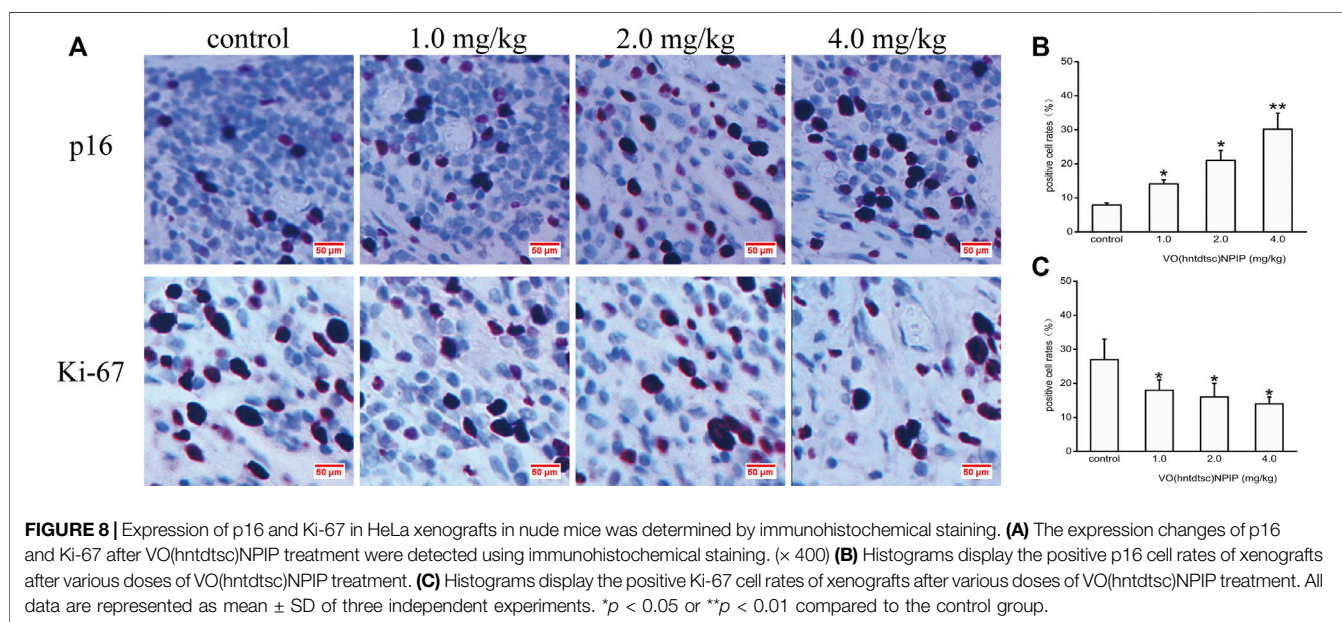 A
control
1.0 mg/kg
2.0 mg/kg
4.0 mg/kg
p16
50 μm
50 μm
50 μm
50 μm
Ki-67
50 μm
50 μm
50 μm
50 μm
B
positive cell rates (%)
50
40
30
20
10
0
*
*
**
control
1.0
2.0
4.0
VO(hntdtsc)NPIP (mg/kg)
C
positive cell rates (%)
50
40
30
20
10
0
*
*
*
control
1.0
2.0
4.0
VO(hntdtsc)NPIP (mg/kg)
FIGURE 8 | Expression of p16 and Ki-67 in HeLa xenografts in nude mice was determined by immunohistochemical staining. (A) The expression changes of p16
and Ki-67 after VO(hntdtsc)NPIP treatment were detected using immunohistochemical staining. (× 400) (B) Histograms display the positive p16 cell rates of xenografts
after various doses of VO(hntdtsc)NPIP treatment. (C) Histograms display the positive Ki-67 cell rates of xenografts after various doses of VO(hntdtsc)NPIP treatment. All
data are represented as mean ± SD of three independent experiments. *p < 0.05 or **p < 0.01 compared to the control group.